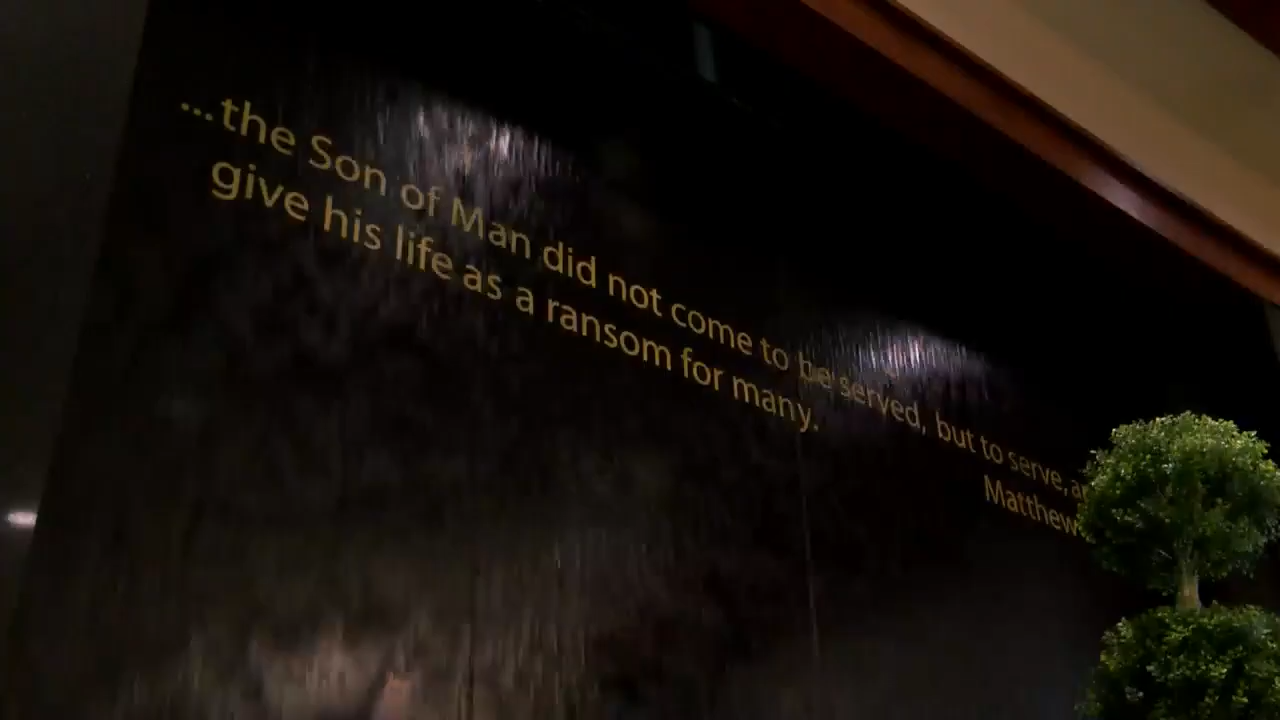 ...the Son of Man did not come to be served, but to serve,
give his life as a ransom for many.
Matthew